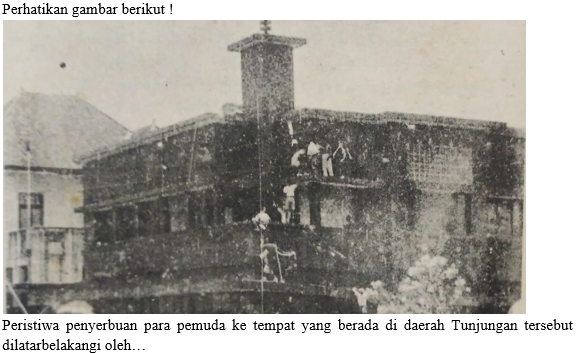 Perhatikan gambar berikut !
Peristiwa penyerbuan para pemuda ke tempat yang berada di daerah Tunjungan tersebut
dilatarbelakangi oleh…